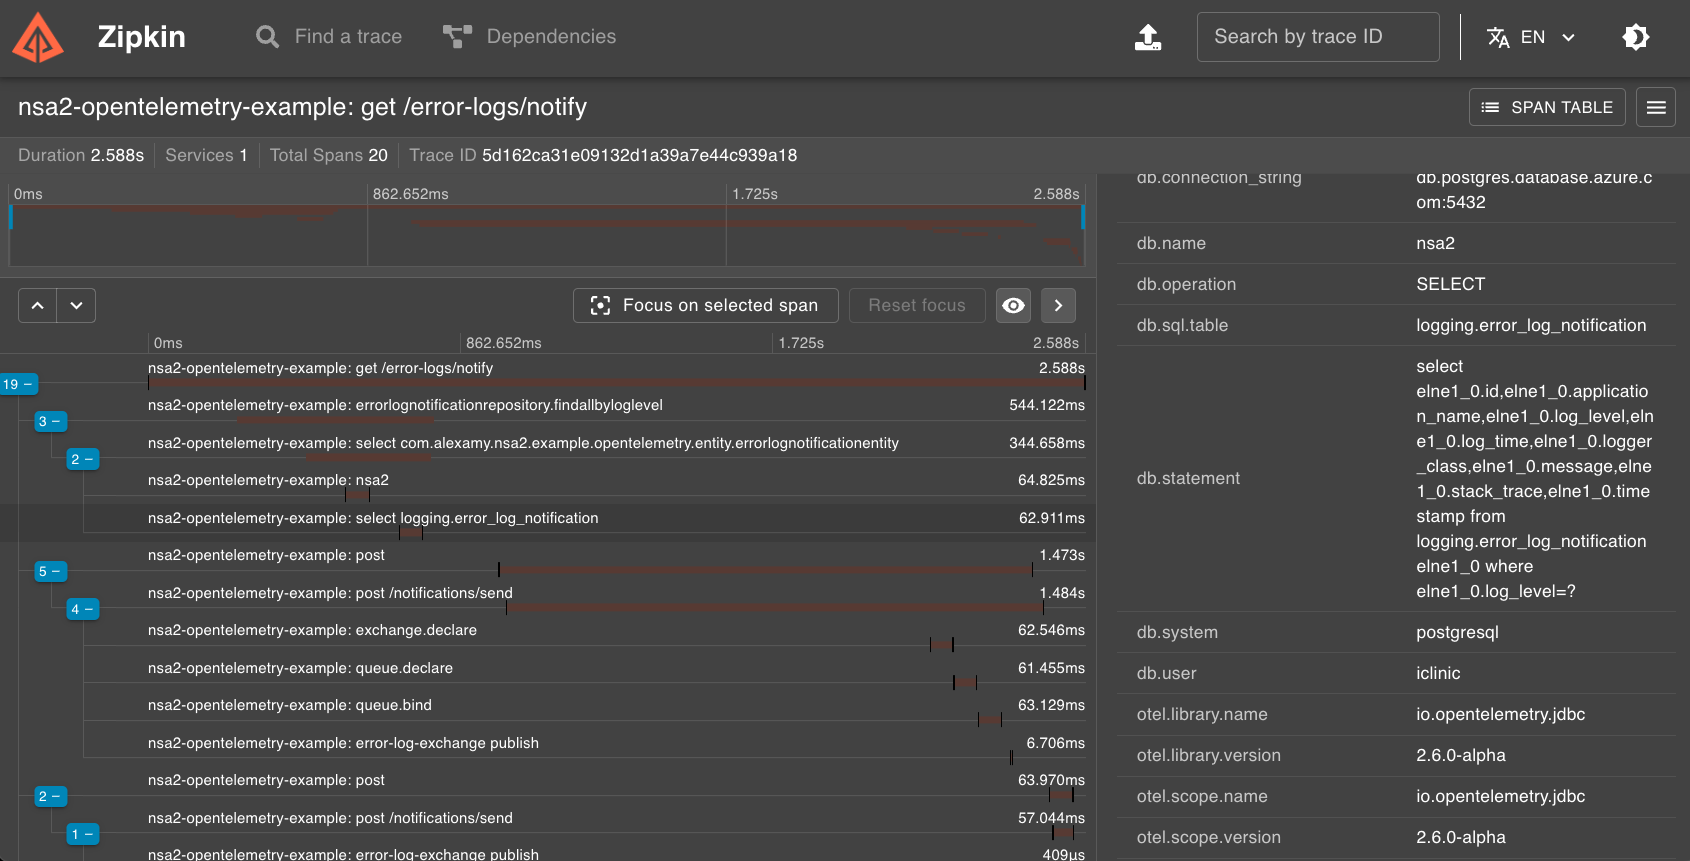 Zipkin
Find a trace
Dependencies
Search by trace ID
EN
nsa2-opentelemetry-example: get /error-logs/notify
SPAN TABLE
Duration 2.588s
Services 1
Total Spans 20
Trace ID 5d162ca31e09132d1a39a7e44c939a18
0ms
862.652ms
1.725s
2.588s
Focus on selected span
Reset focus
0ms
862.652ms
1.725s
2.588s
nsa2-opentelemetry-example: get /error-logs/notify
2.588s
19 −
nsa2-opentelemetry-example: errorlognotificationrepository.findallbyloglevel
544.122ms
3 −
nsa2-opentelemetry-example: select com.alexamy.nsa2.example.opentelemetry.entity.errorlognotificationentity
344.658ms
2 −
nsa2-opentelemetry-example: nsa2
64.825ms
nsa2-opentelemetry-example: select logging.error_log_notification
62.911ms
nsa2-opentelemetry-example: post
1.473s
5 −
nsa2-opentelemetry-example: post /notifications/send
1.484s
4 −
nsa2-opentelemetry-example: exchange.declare
62.546ms
nsa2-opentelemetry-example: queue.declare
61.455ms
nsa2-opentelemetry-example: queue.bind
63.129ms
nsa2-opentelemetry-example: error-log-exchange publish
6.706ms
nsa2-opentelemetry-example: post
63.970ms
2 −
nsa2-opentelemetry-example: post /notifications/send
57.044ms
1 −
nsa2-opentelemetry-example: error-log-exchange publish
409µs
db.connection_string
db.postgres.database.azure.c
om:5432
db.name
nsa2
db.operation
SELECT
db.sql.table
logging.error_log_notification
db.statement
select
elne1_0.id,elne1_0.applicatio
n_name,elne1_0.log_level,eln
e1_0.log_time,elne1_0.logger
_class,elne1_0.message,elne
1_0.stack_trace,elne1_0.time
stamp from
logging.error_log_notification
elne1_0 where
elne1_0.log_level=?
db.system
postgresql
db.user
iclinic
otel.library.name
io.opentelemetry.jdbc
otel.library.version
2.6.0-alpha
otel.scope.name
io.opentelemetry.jdbc
otel.scope.version
2.6.0-alpha